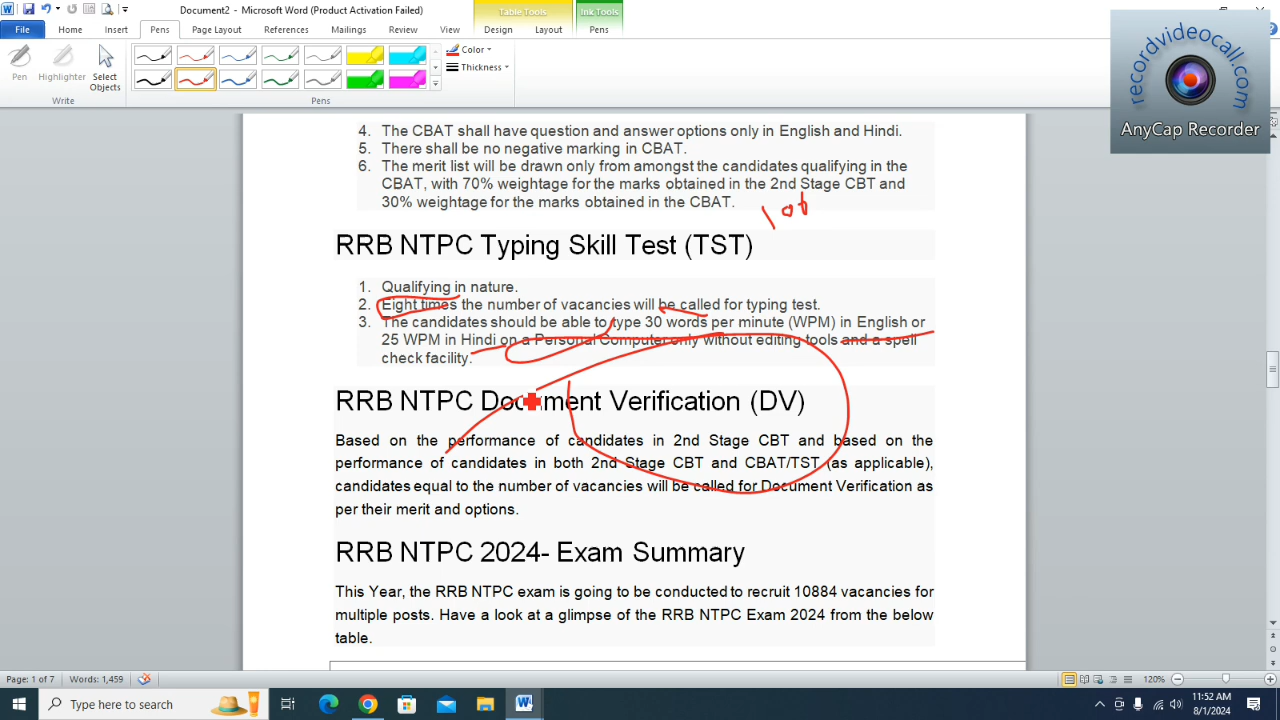 Document2 - Microsoft Word (Product Activation Failed)
Table Tools
Ink Tools
File
Home
Insert
Pens
Page Layout
References
Mailings
Review
View
Design
Layout
Pens
Pen
Highlighter
Select Objects
Color
Thickness
Write
Pens
recordvideocall.com
AnyCap Recorder
4. The CBAT shall have question and answer options only in English and Hindi.
5. There shall be no negative marking in CBAT.
6. The merit list will be drawn only from amongst the candidates qualifying in the
CBAT, with 70% weightage for the marks obtained in the 2nd Stage CBT and
30% weightage for the marks obtained in the CBAT.
RRB NTPC Typing Skill Test (TST)
1. Qualifying in nature.
2. Eight times the number of vacancies will be called for typing test.
3. The candidates should be able to type 30 words per minute (WPM) in English or
25 WPM in Hindi on a Personal Computer only without editing tools and a spell
check facility.
RRB NTPC Document Verification (DV)
Based on the performance of candidates in 2nd Stage CBT and based on the
performance of candidates in both 2nd Stage CBT and CBAT/TST (as applicable),
candidates equal to the number of vacancies will be called for Document Verification as
per their merit and options.
RRB NTPC 2024- Exam Summary
This Year, the RRB NTPC exam is going to be conducted to recruit 10884 vacancies for
multiple posts. Have a look at a glimpse of the RRB NTPC Exam 2024 from the below
table.
Page: 1 of 7
Words: 1,459
120%
Type here to search
11:52 AM
8/1/2024